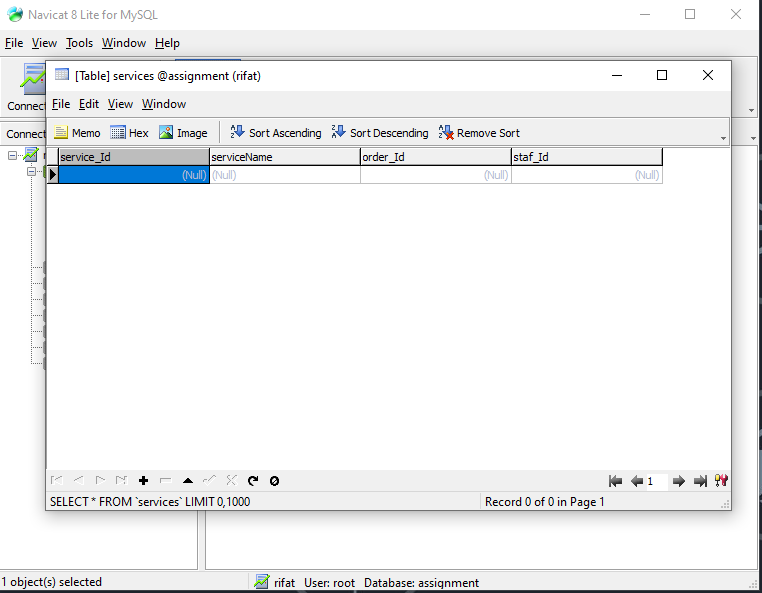 Navicat 8 Lite for MySQL
File View Tools Window Help
[Table] services @assignment (rifat)
File Edit View Window
Connect
Memo Hex Image Sort Ascending Sort Descending Remove Sort
Connect
service_Id serviceName order_Id staf_Id
(Null) (Null) (Null) (Null)
1
SELECT * FROM `services` LIMIT 0,1000 Record 0 of 0 in Page 1
1 object(s) selected rifat User: root Database: assignment